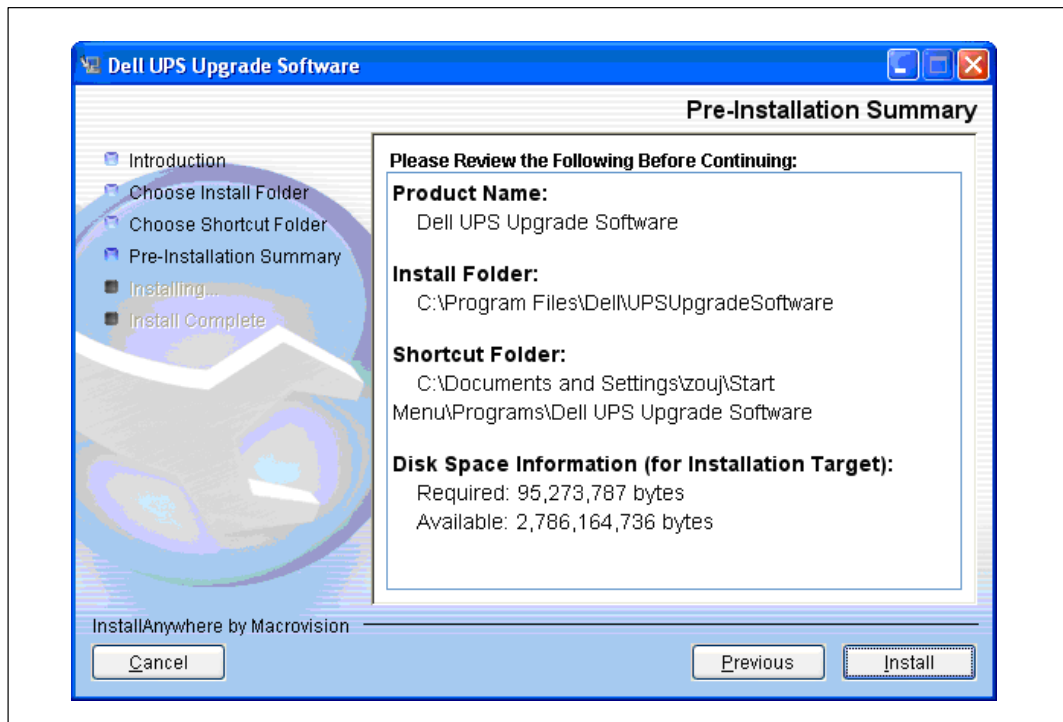 Dell UPS Upgrade Software
Pre-Installation Summary
Introduction
Choose Install Folder
Choose Shortcut Folder
Pre-Installation Summary
Installing...
Install Complete
Please Review the Following Before Continuing:
Product Name:
Dell UPS Upgrade Software
Install Folder:
C:\Program Files\Dell\UPSUpgradeSoftware
Shortcut Folder:
C:\Documents and Settings\zouj\Start
Menu\Programs\Dell UPS Upgrade Software
Disk Space Information (for Installation Target):
Required: 95,273,787 bytes
Available: 2,786,164,736 bytes
InstallAnywhere by Macrovision
Cancel
Previous
Install